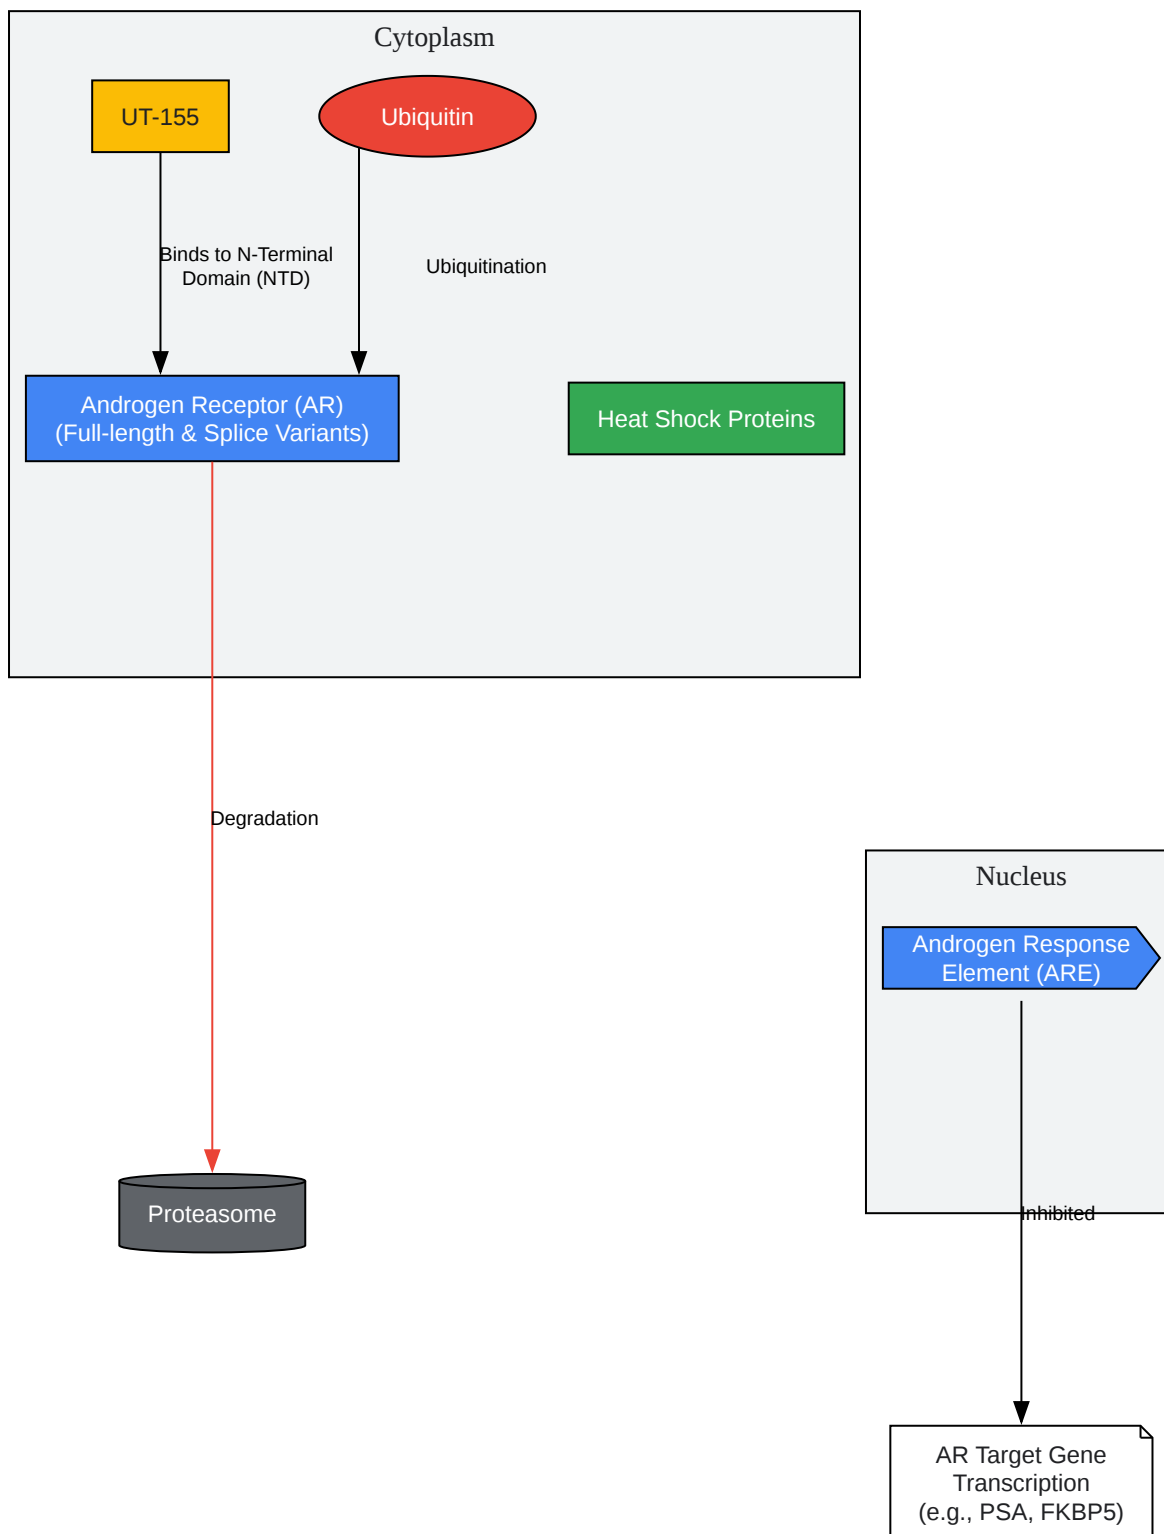 Cytoplasm
UT-155
Ubiquitin
Binds to N-Terminal
Domain (NTD)
Ubiquitination
Androgen Receptor (AR)
(Full-length & Splice Variants)
Heat Shock Proteins
Degradation
Nucleus
Androgen Response
Element (ARE)
Proteasome
Inhibited
AR Target Gene
Transcription
(e.g., PSA, FKBP5)